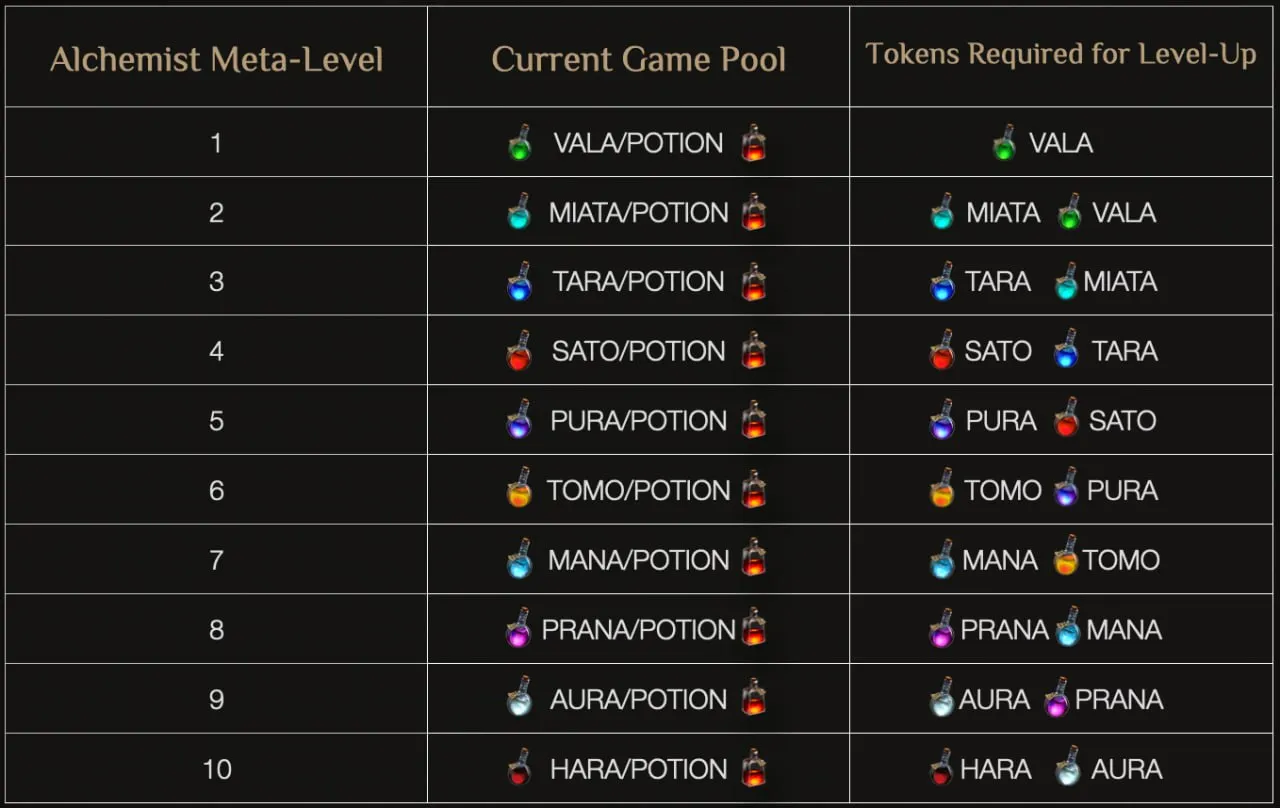 Alchemist Meta-Level Current Game Pool Tokens Required for Level-Up
1 VALA/POTION VALA
2 MIATA/POTION MIATA VALA
3 TARA/POTION TARA MIATA
4 SATO/POTION SATO TARA
5 PURA/POTION PURA SATO
6 TOMO/POTION TOMO PURA
7 MANA/POTION MANA TOMO
8 PRANA/POTION PRANA MANA
9 AURA/POTION AURA PRANA
10 HARA/POTION HARA AURA